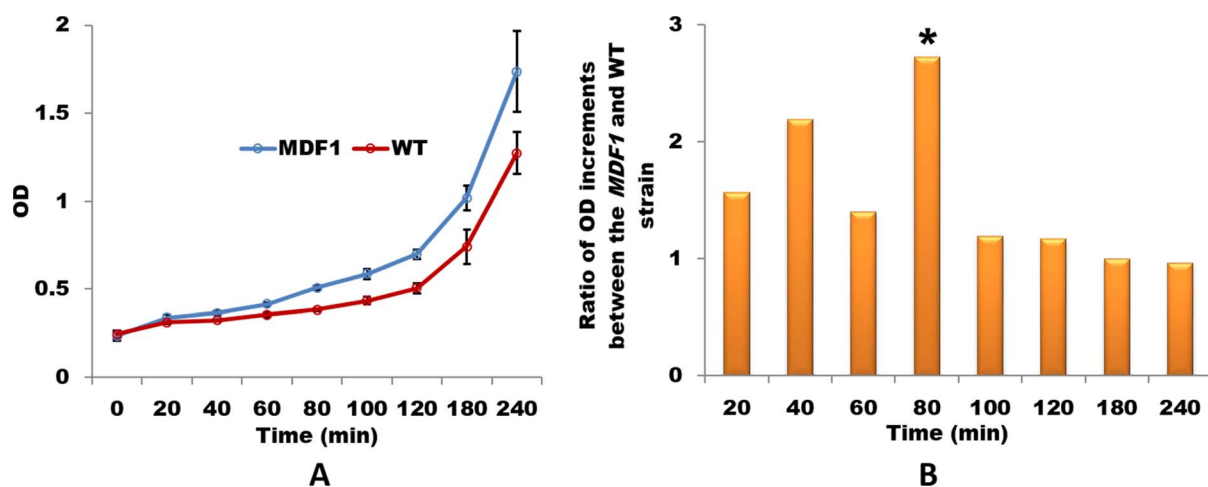 2
1.5
1
0.5
0
OD
MDF1
WT
0 20 40 60 80 100 120 180 240
Time (min)
A
3
2
1
0
Ratio of OD increments
between the MDF1 and WT
strain
*
20 40 60 80 100 120 180 240
Time (min)
B